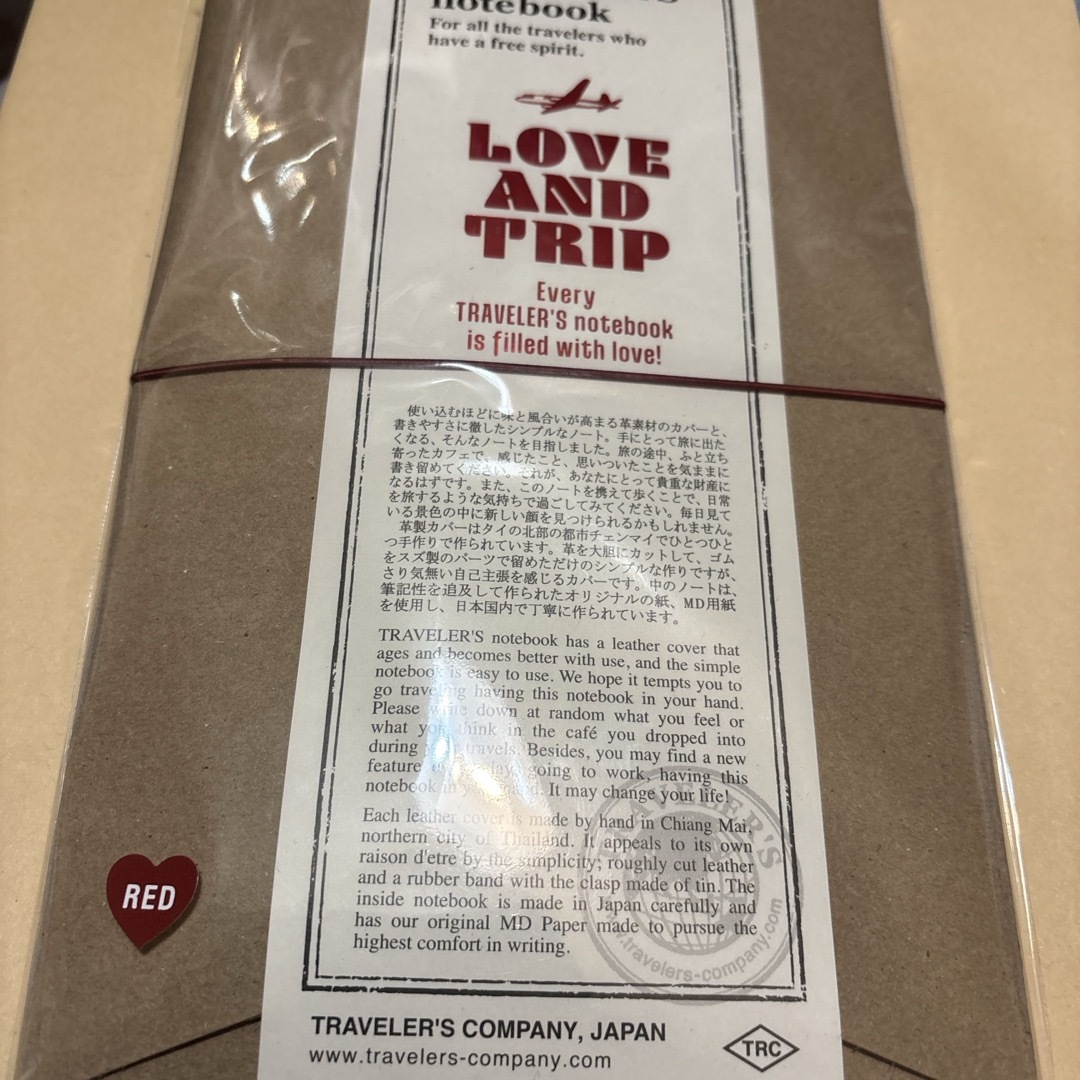 notebook
For all the travelers who
have a free spirit.
LOVE
AND
TRIP
Every
TRAVELER'S notebook
is filled with love!
使い込むほどに味と風合いが高まる革素材のカバーと、
書きやすさに徹したシンプルなノート。手にとって旅に出た
くなる、そんなノートを目指しました。旅の途中、ふと立ち
寄ったカフェで、感じたこと、思いついたことを気ままに
書き留めてください。それが、あなたにとって貴重な財産に
なるはずです。また、このノートを携えて歩くことで、日常
を旅するような気持ちで過ごしてみてください。毎日見て
いる景色の中に新しい顔を見つけられるかもしれません。
革製カバーはタイの北部の都市チェンマイでひとつひと
つ手作りで作られています。革を大胆にカットして、ゴム
をスズ製のパーツで留めただけのシンプルな作りですが、
さり気無い自己主張を感じるカバーです。中のノートは、
筆記性を追及して作られたオリジナルの紙、MD用紙
を使用し、日本国内で丁寧に作られています。
TRAVELER'S notebook has a leather cover that
ages and becomes better with use, and the simple
notebook is easy to use. We hope it tempts you to
go traveling having this notebook in your hand.
Please write down at random what you feel or
what you think in the café you dropped into
during your travels. Besides, you may find a new
feature going to work, having this
notebook in your hand. It may change your life!
Each leather cover is made by hand in Chiang Mai,
northern city of Thailand. It appeals to its own
raison d'etre by the simplicity; roughly cut leather
and a rubber band with the clasp made of tin. The
inside notebook is made in Japan carefully and
has our original MD Paper made to pursue the
highest comfort in writing.
TRAVELER'S
www.travelers-company.com
RED
TRAVELER'S COMPANY, JAPAN
www.travelers-company.com
TRC